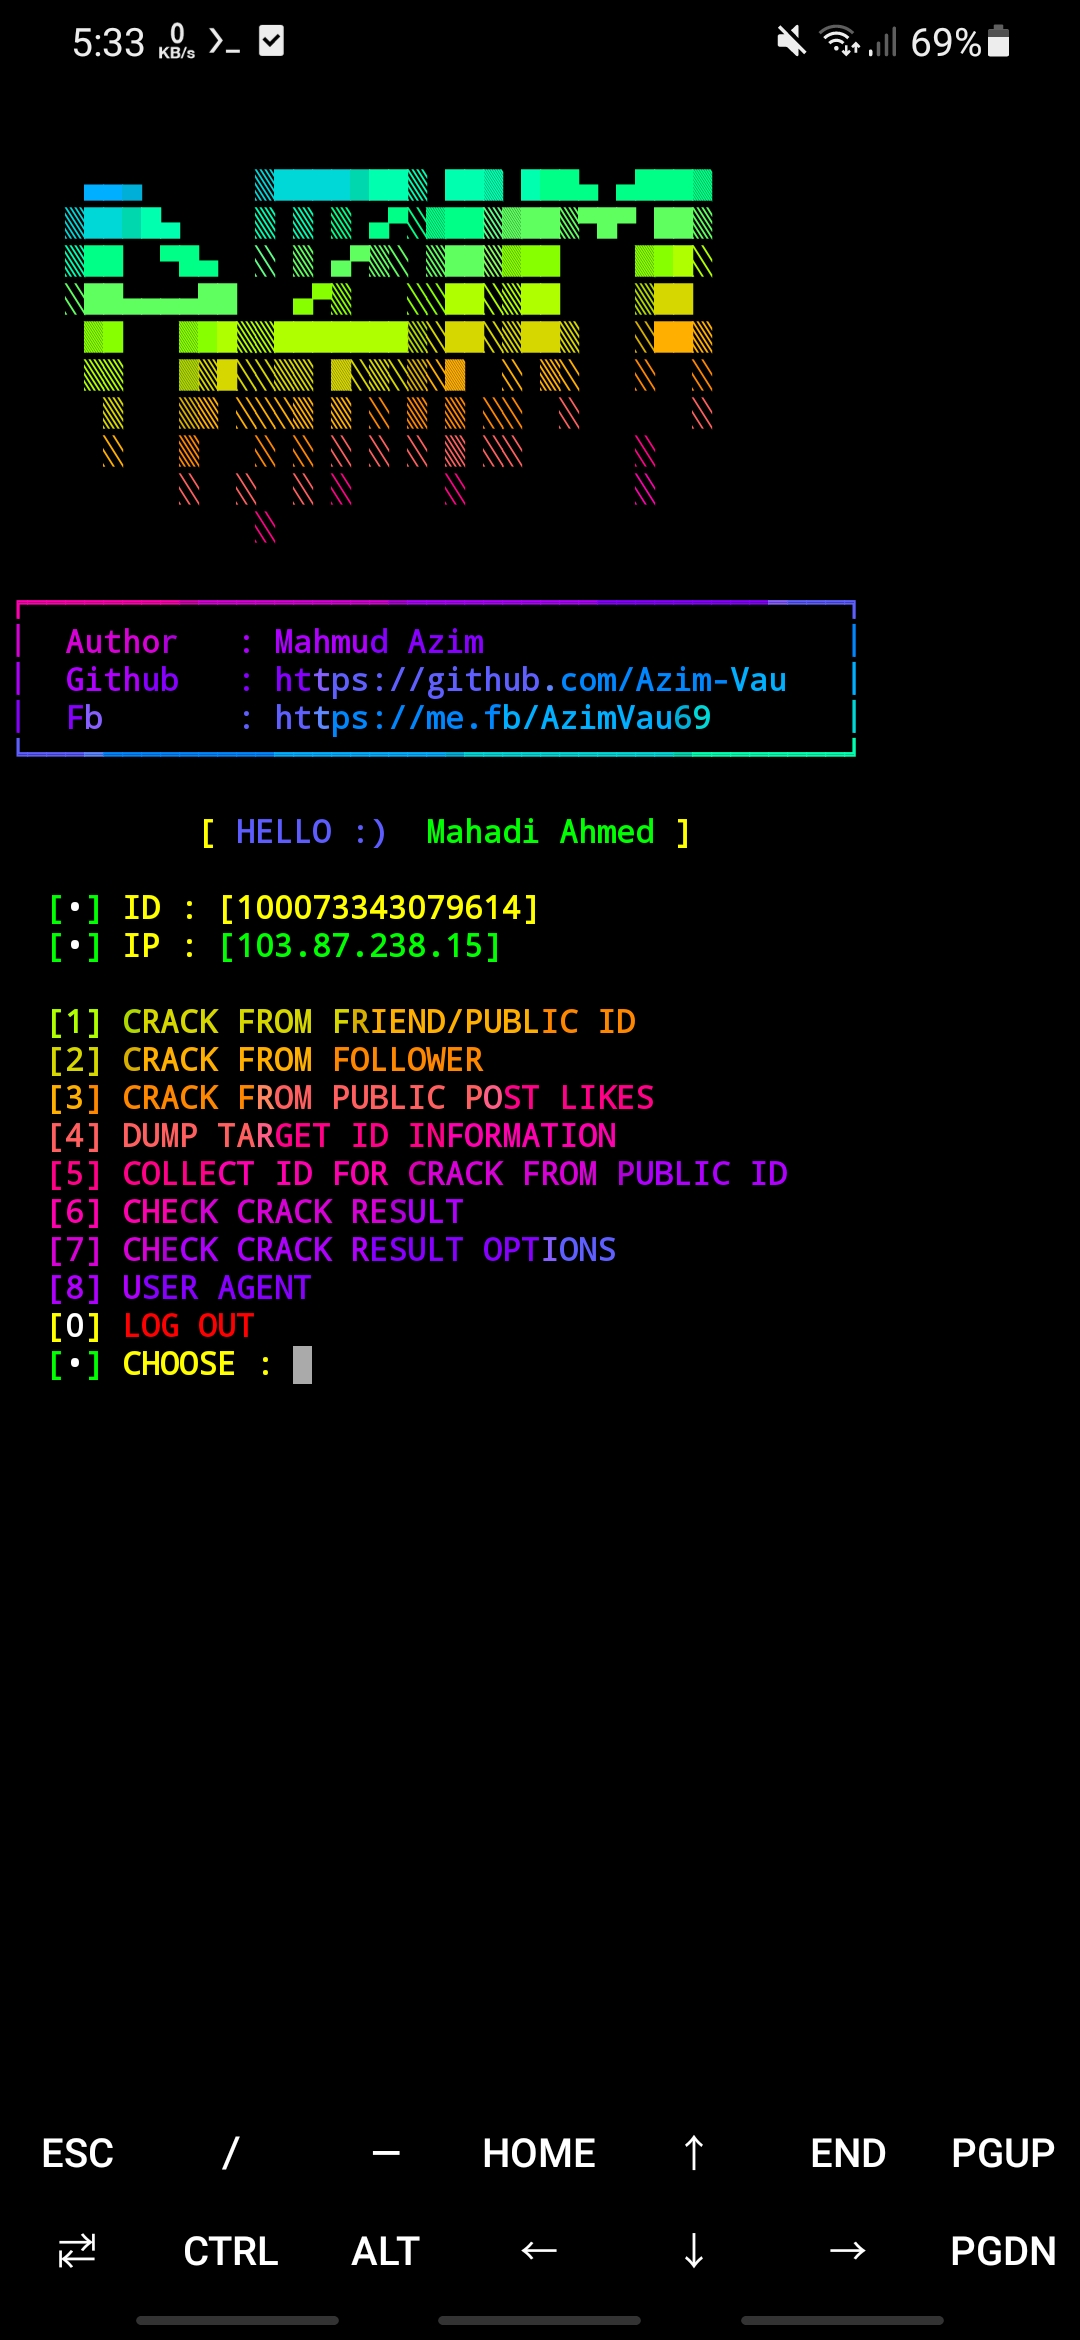 5:33 0 KB/s 69%
Author : Mahmud Azim
Github : https://github.com/Azim-Vau
Fb : https://me.fb/AzimVau69
[ HELLO :) Mahadi Ahmed ]
[•] ID : [100073343079614]
[•] IP : [103.87.238.15]
[1] CRACK FROM FRIEND/PUBLIC ID
[2] CRACK FROM FOLLOWER
[3] CRACK FROM PUBLIC POST LIKES
[4] DUMP TARGET ID INFORMATION
[5] COLLECT ID FOR CRACK FROM PUBLIC ID
[6] CHECK CRACK RESULT
[7] CHECK CRACK RESULT OPTIONS
[8] USER AGENT
[0] LOG OUT
[•] CHOOSE :
ESC / — HOME ↑ END PGUP
⇄ CTRL ALT ← ↓ → PGDN